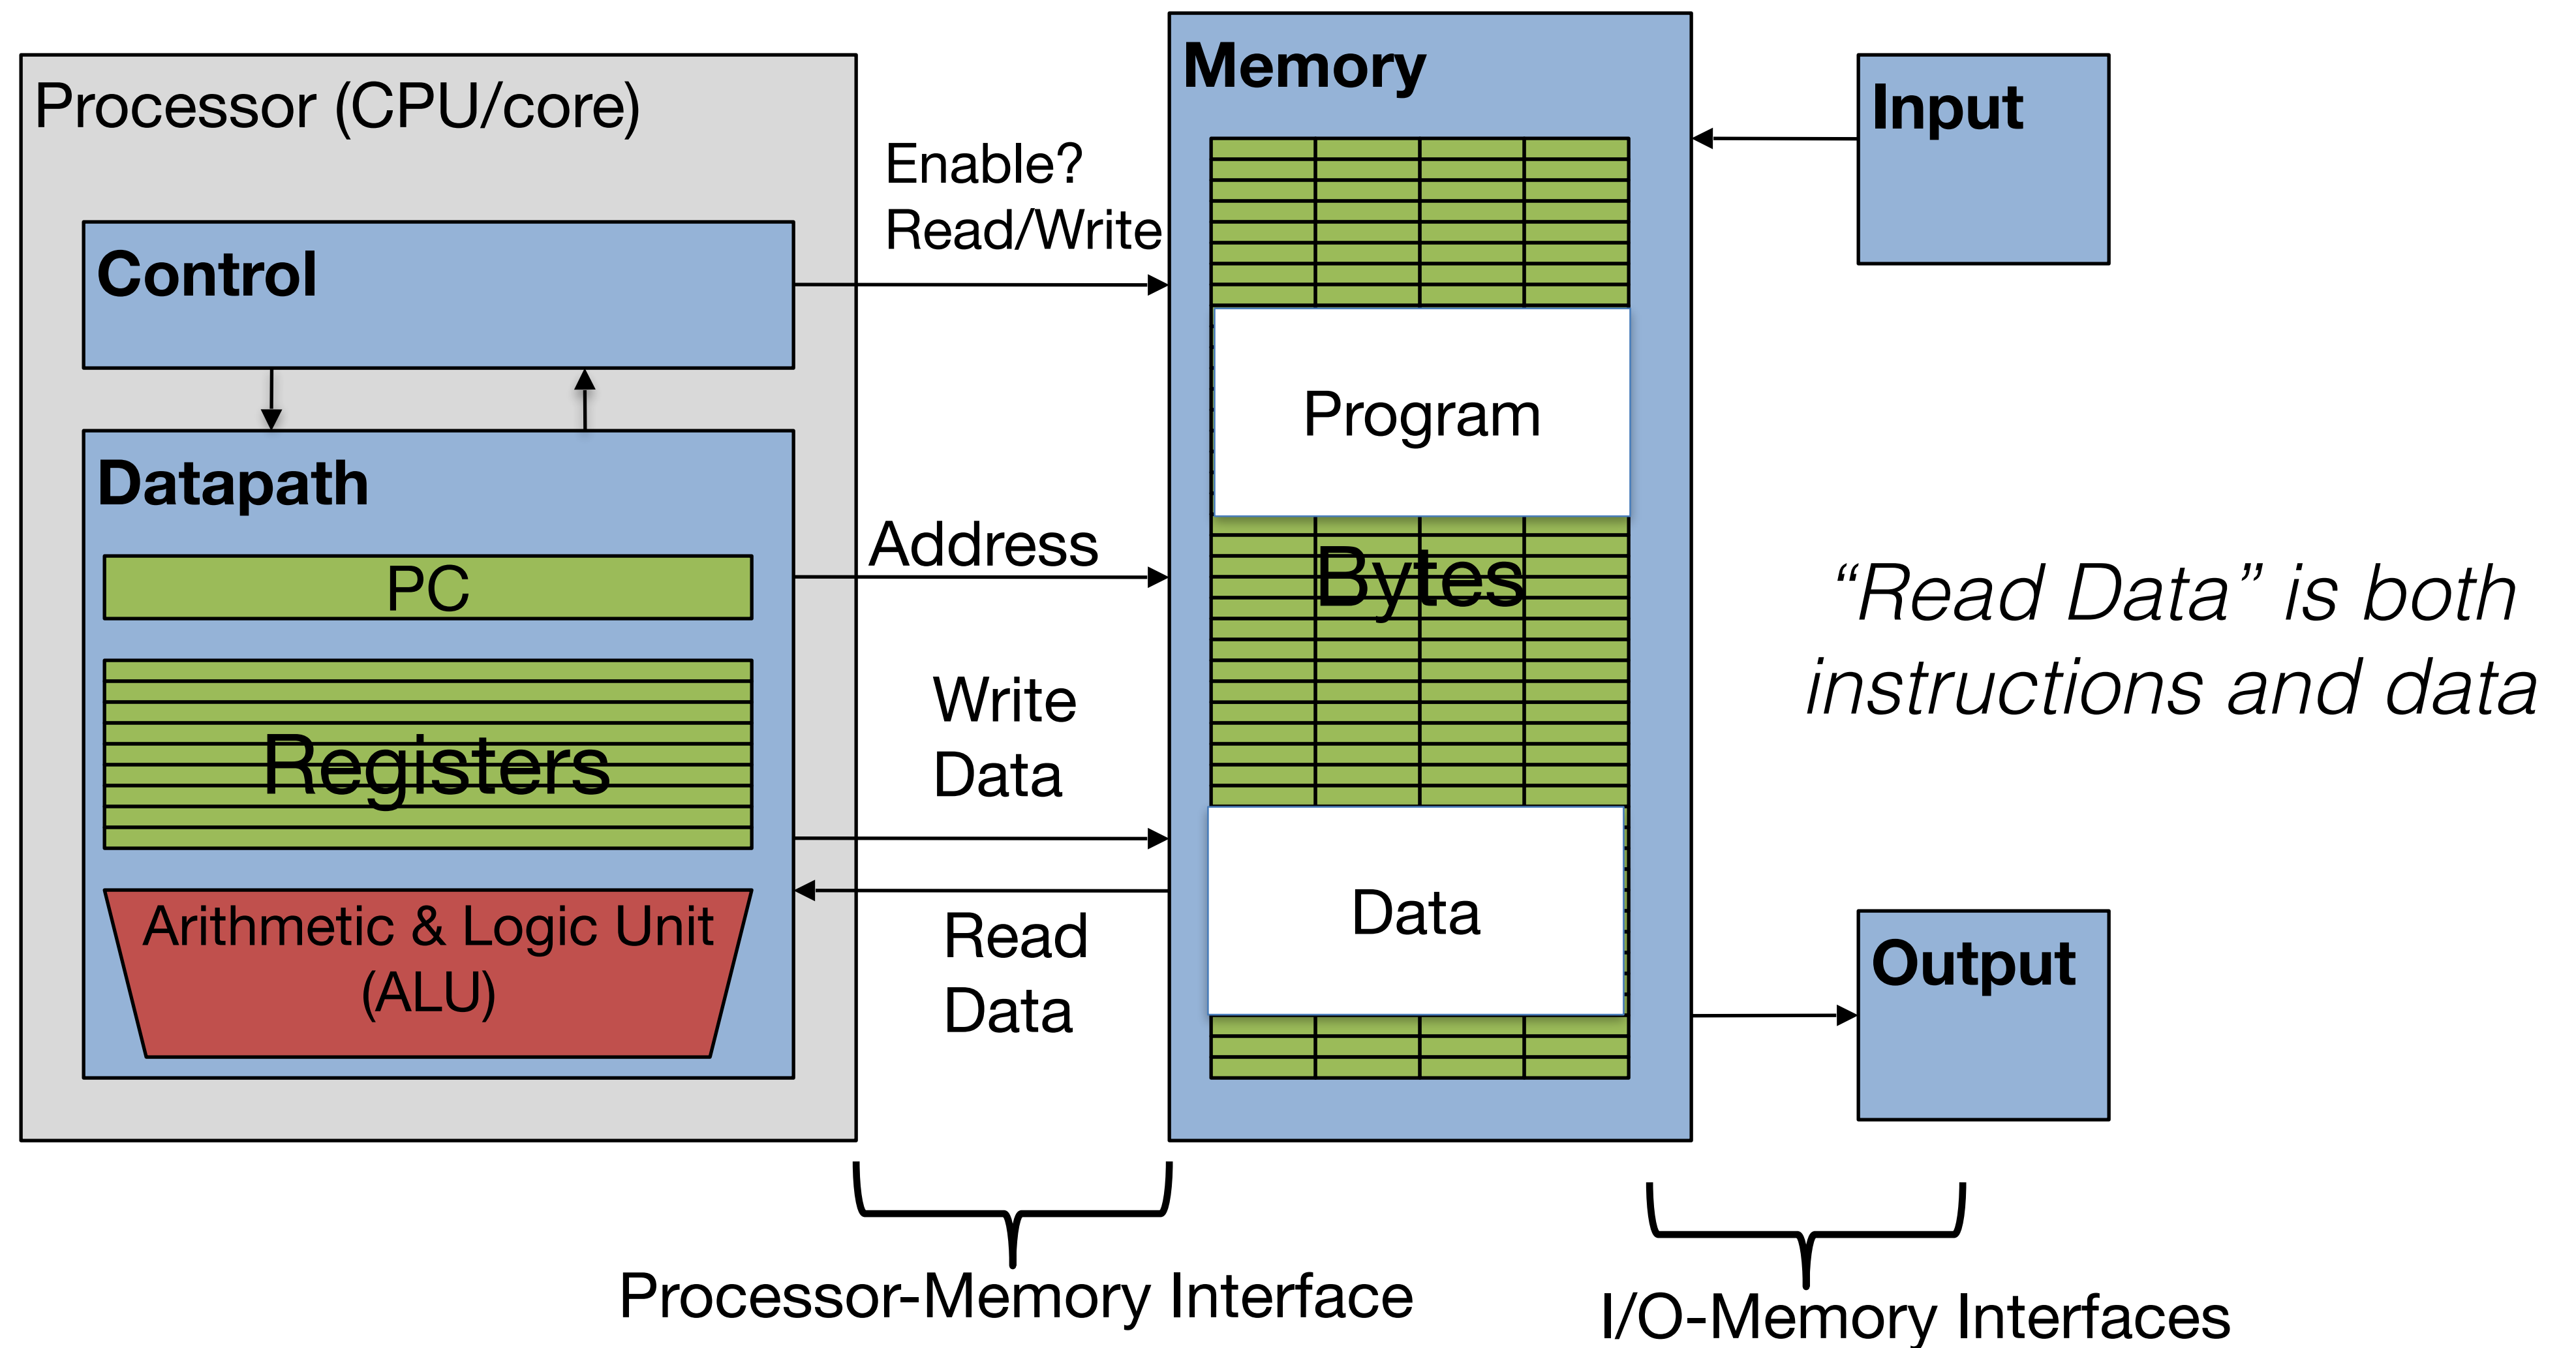 Processor (CPU/core)
Control
Datapath
PC
Registers
Arithmetic & Logic Unit
(ALU)
Enable?
Read/Write
Address
Write
Data
Read
Data
Memory
Program
Bytes
Data
Input
“Read Data” is both
instructions and data
Output
Processor-Memory Interface
I/O-Memory Interfaces